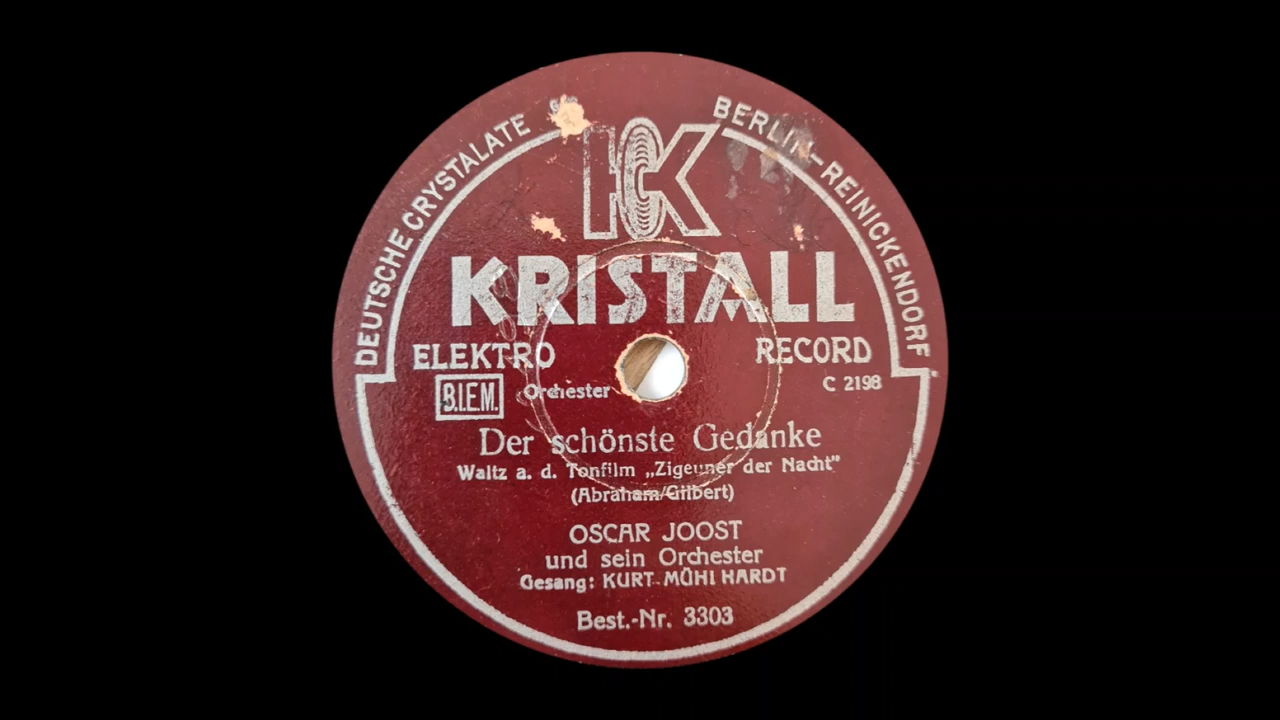 DEUTSCHE CRYSTALATE
BERLIN-REINICKENDORF
K
KRISTALL
ELEKTRO RECORD
B.I.E.M. Orchester C 2198
Der schönste Gedanke
Waltz a. d. Tonfilm „Zigeuner der Nacht”
(Abraham/Gilbert)
OSCAR JOOST
und sein Orchester
Gesang: KURT MÜHLHARDT
Best.-Nr. 3303